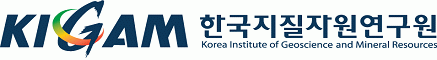 KIGAM 한국지질자원연구원
Korea Institute of Geoscience and Mineral Resources